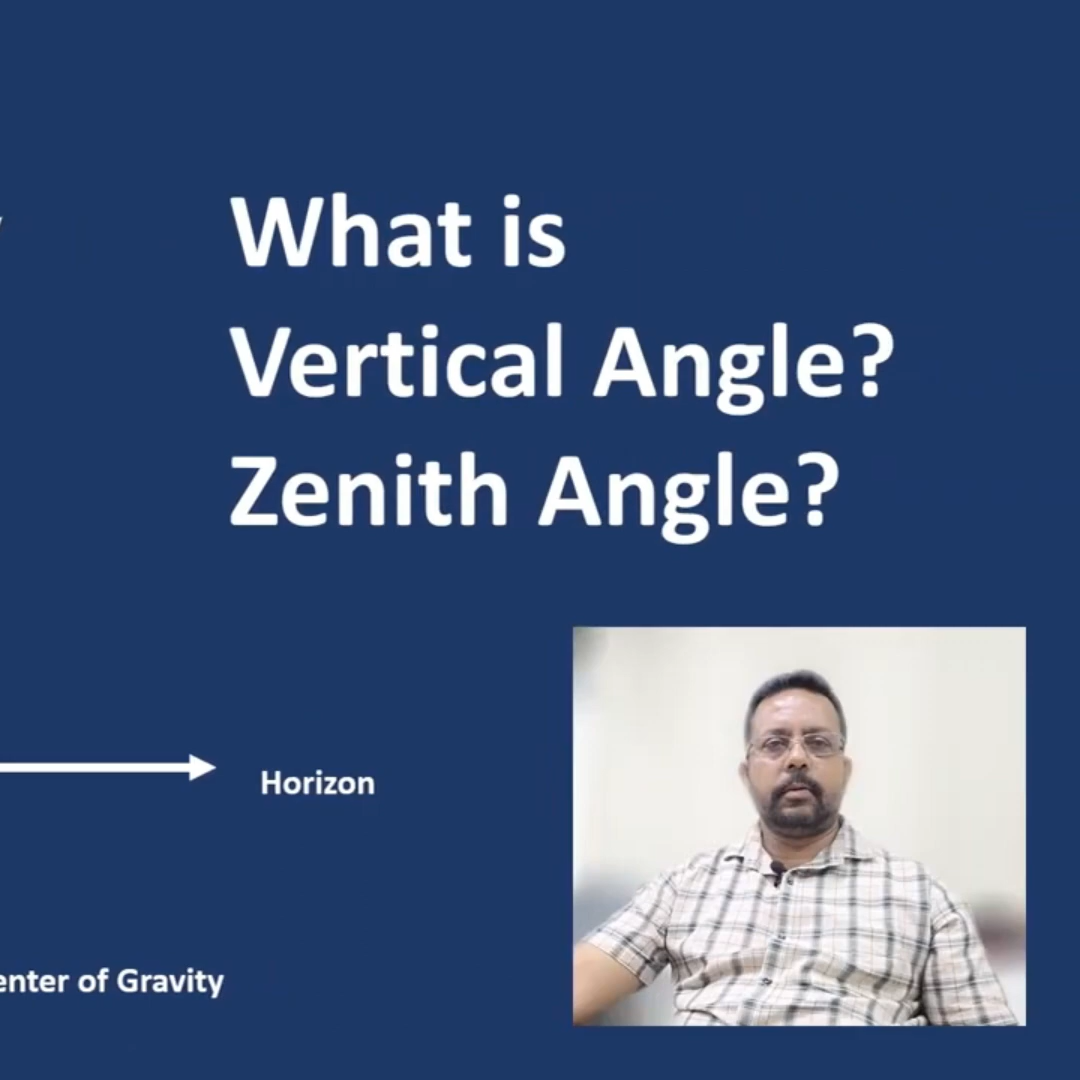 What is
Vertical Angle?
Zenith Angle?
Horizon
enter of Gravity